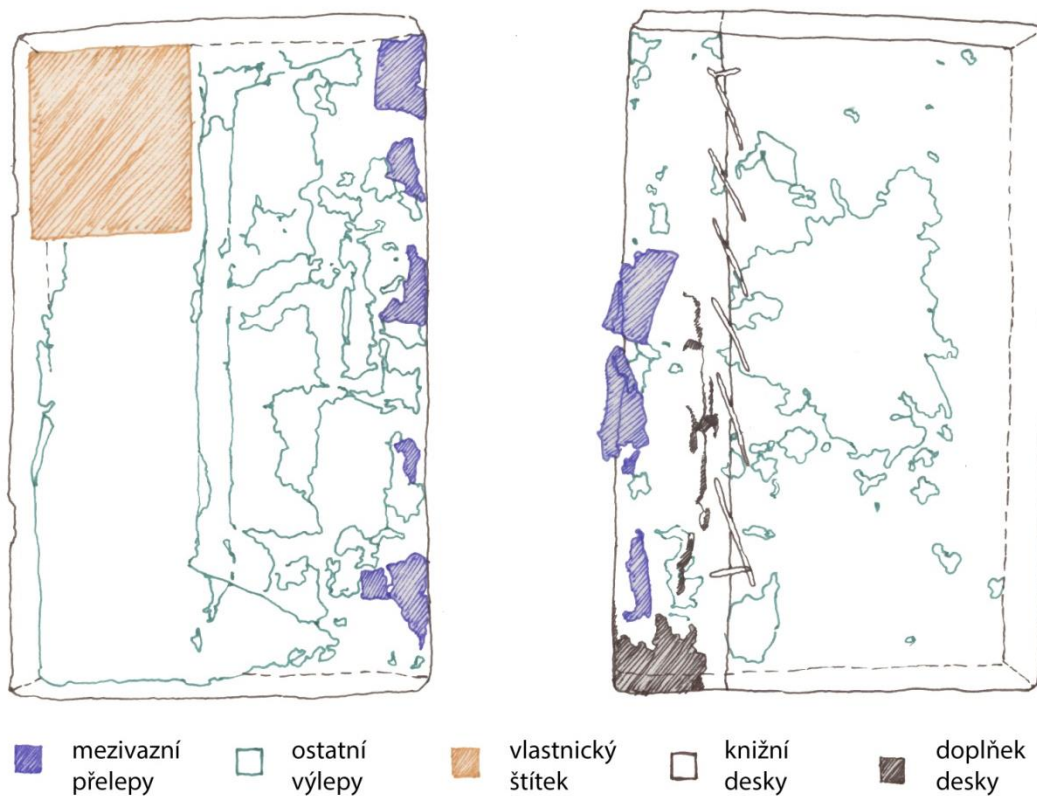 mezivazní
přelepy
ostatní
výlepy
vlastnický
štítek
knižní
desky
doplněk
desky